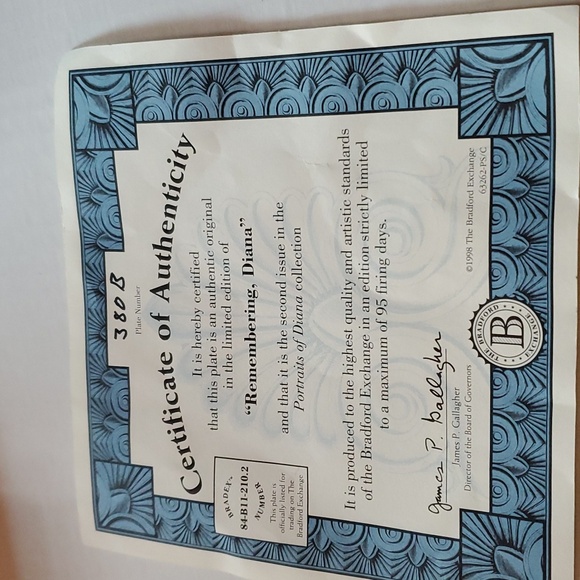 380B
Plate Number
Certificate of Authenticity
It is hereby certified
that this plate is an authentic original
in the limited edition of
“Remembering, Diana”
and that it is the second issue in the
Portraits of Diana collection
BRADEX
NUMBER
84-B11-210.2
This plate is
officially listed for
trading on The
Bradford Exchange
It is produced to the highest quality and artistic standards
of the Bradford Exchange in an edition strictly limited
to a maximum of 95 firing days.
James P. Gallagher
James P. Gallagher
Director of the Board of Governors
THE BRADFORD
B
EXCHANGE
©1998 The Bradford Exchange
63262-PS/C